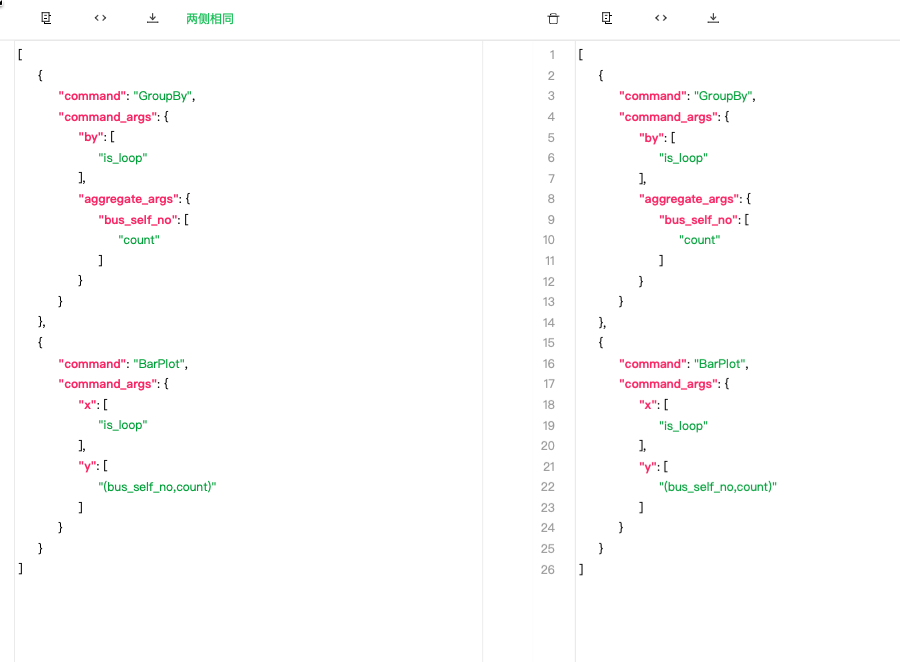 两侧相同
[
{
"command": "GroupBy",
"command_args": {
"by": [
"is_loop"
],
"aggregate_args": {
"bus_self_no": [
"count"
]
}
}
},
{
"command": "BarPlot",
"command_args": {
"x": [
"is_loop"
],
"y": [
"(bus_self_no,count)"
]
}
}
]
1 [
2 {
3 "command": "GroupBy",
4 "command_args": {
5 "by": [
6 "is_loop"
7 ],
8 "aggregate_args": {
9 "bus_self_no": [
10 "count"
11 ]
12 }
13 }
14 },
15 {
16 "command": "BarPlot",
17 "command_args": {
18 "x": [
19 "is_loop"
20 ],
21 "y": [
22 "(bus_self_no,count)"
23 ]
24 }
25 }
26 ]